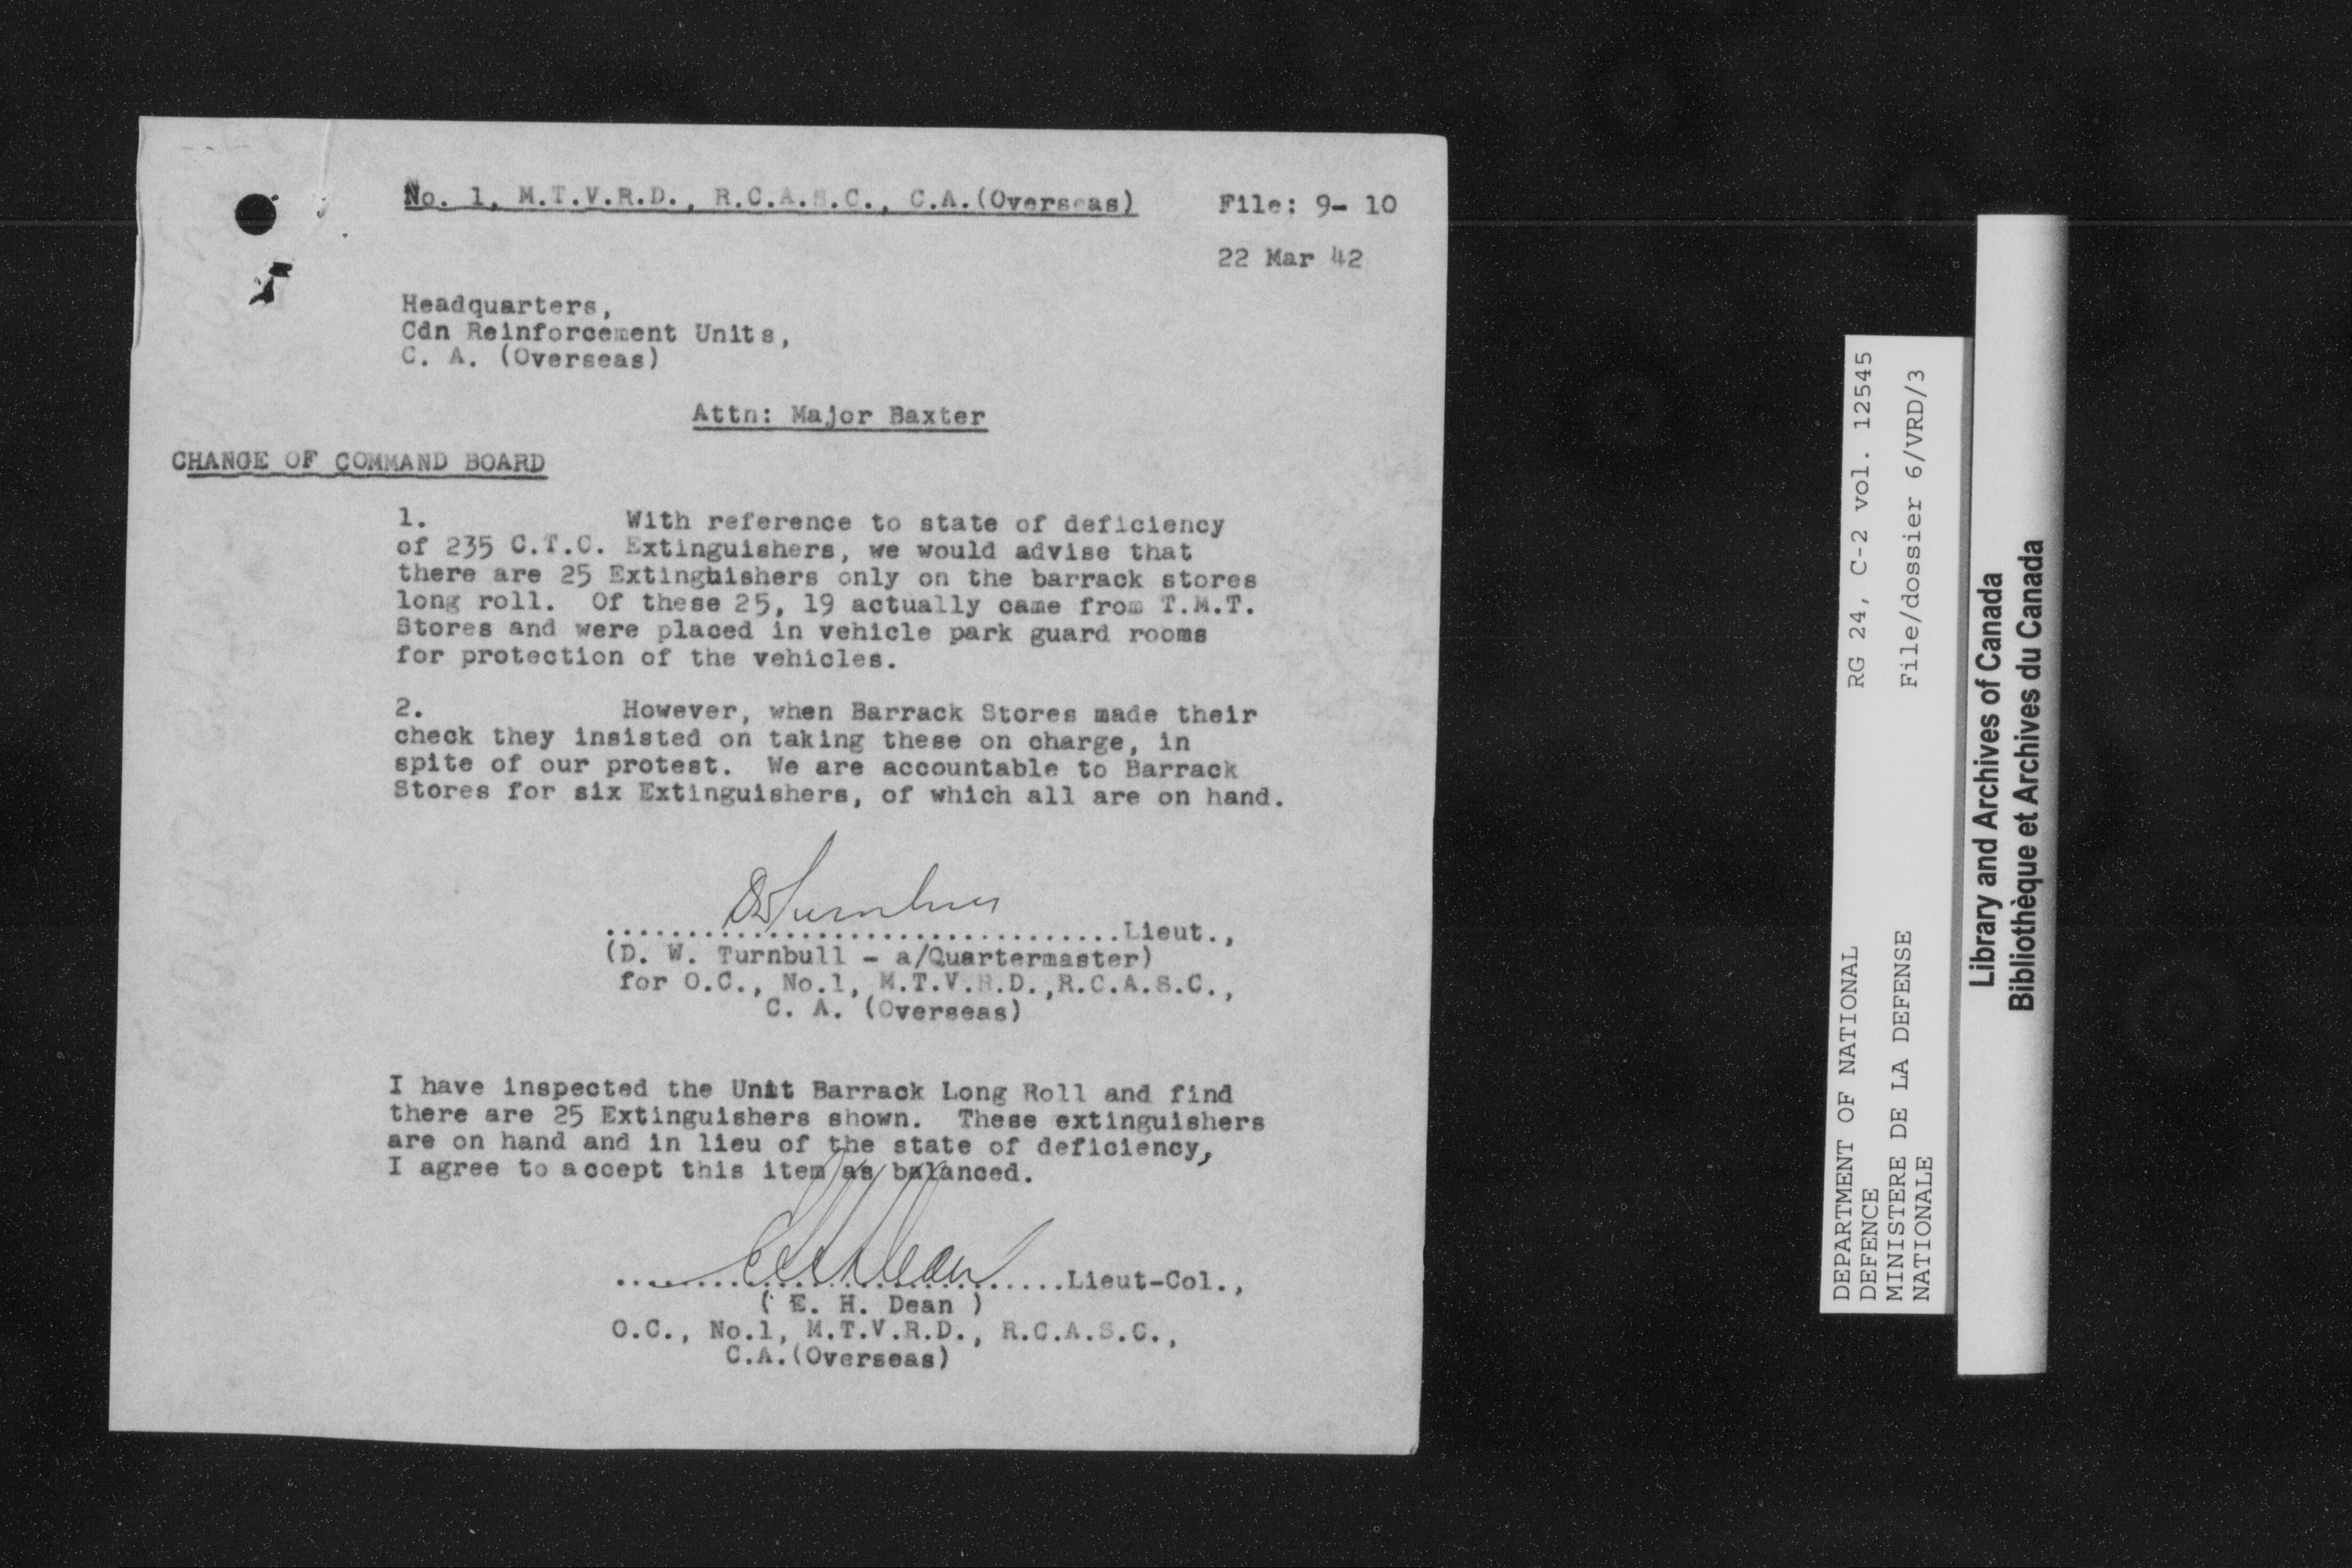 No. 1, M.T.V.R.D., R.C.A.S.C., C.A.(Overseas)
File: 9- 10
22 Mar 42
Headquarters,
Cdn Reinforcement Units,
C. A. (Overseas)
Attn: Major Baxter
CHANGE OF COMMAND BOARD
1. With reference to state of deficiency
of 235 C.T.C. Extinguishers, we would advise that
there are 25 Extinguishers only on the barrack stores
long roll. Of these 25, 19 actually came from T.M.T.
Stores and were placed in vehicle park guard rooms
for protection of the vehicles.
2. However, when Barrack Stores made their
check they insisted on taking these on charge, in
spite of our protest. We are accountable to Barrack
Stores for six Extinguishers, of which all are on hand.
DWTurnbull
..............................Lieut.,
(D. W. Turnbull - a/Quartermaster)
for O.C., No.1, M.T.V.R.D.,R.C.A.S.C.,
C. A. (Overseas)
I have inspected the Unit Barrack Long Roll and find
there are 25 Extinguishers shown. These extinguishers
are on hand and in lieu of the state of deficiency,
I agree to accept this item as balanced.
EHDean
..............................Lieut-Col.,
( E. H. Dean )
O.C., No.1, M.T.V.R.D., R.C.A.S.C.,
C.A.(Overseas)
DEPARTMENT OF NATIONAL
DEFENCE
MINISTERE DE LA DEFENSE
NATIONALE
RG 24, C-2 vol. 12545
File/dossier 6/VRD/3
Library and Archives of Canada
Bibliothèque et Archives du Canada